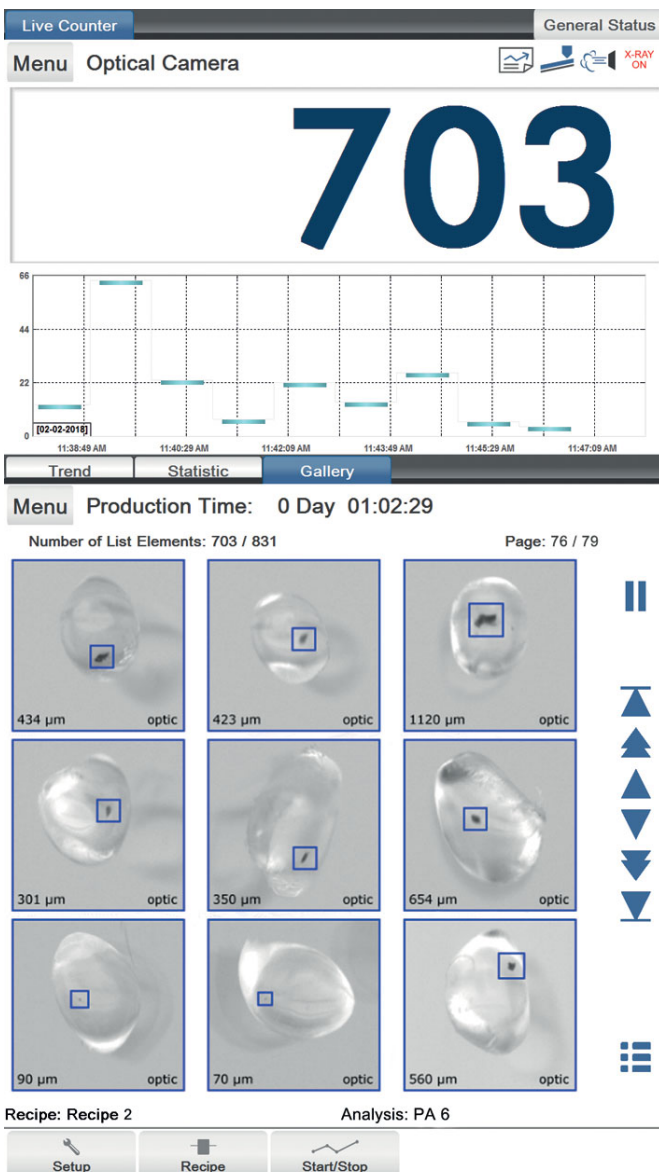 Live Counter General Status
Menu Optical Camera X-RAY
ON
703
66
44
22
0
[02-02-2018]
11:38:49 AM 11:40:29 AM 11:42:09 AM 11:43:49 AM 11:45:29 AM 11:47:09 AM
Trend Statistic Gallery
Menu Production Time: 0 Day 01:02:29
Number of List Elements: 703 / 831 Page: 76 / 79
434 µm optic 423 µm optic 1120 µm optic
301 µm optic 350 µm optic 654 µm optic
90 µm optic 70 µm optic 560 µm optic
Recipe: Recipe 2 Analysis: PA 6
Setup Recipe Start/Stop